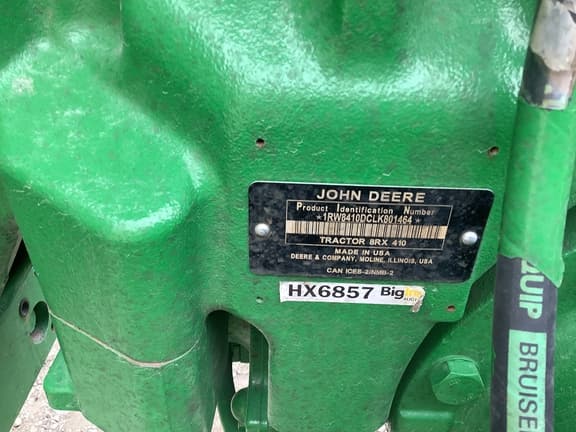 JOHN DEERE
Product Identification Number
*1RW8410DCLK801464*
TRACTOR 8RX 410
MADE IN USA
DEERE & COMPANY, MOLINE, ILLINOIS, USA
CAN ICES-2/NMB-2
HX6857 Big
QUIP
BRUISE